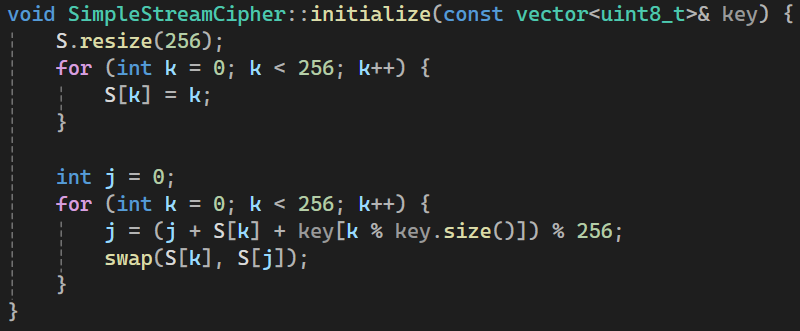 void SimpleStreamCipher::initialize(const vector<uint8_t>& key) {
    S.resize(256);
    for (int k = 0; k < 256; k++) {
        S[k] = k;
    }

    int j = 0;
    for (int k = 0; k < 256; k++) {
        j = (j + S[k] + key[k % key.size()]) % 256;
        swap(S[k], S[j]);
    }
}